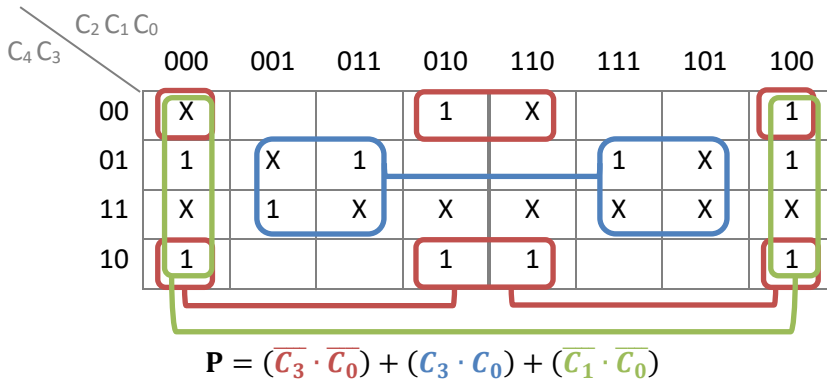 C₂ C₁ C₀
C₄ C₃
000 001 011 010 110 111 101 100
00 X 1 X 1
01 1 X 1 1 X 1
11 X 1 X X X X X X
10 1 1 1 1
P = (C̅₃ · C̅₀) + (C₃ · C₀) + (C̅₁ · C̅₀)